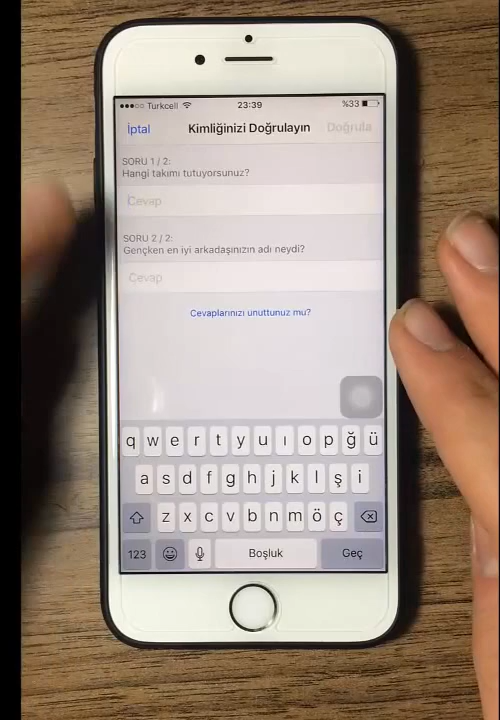 Turkcell 23:39 %33
İptal Kimliğinizi Doğrulayın Doğrula
SORU 1 / 2:
Hangi takımı tutuyorsunuz?
Cevap
SORU 2 / 2:
Gençken en iyi arkadaşınızın adı neydi?
Cevap
Cevaplarınızı unuttunuz mu?
q w e r t y u ı o p ğ ü
a s d f g h j k l ş i
z x c v b n m ö ç
123 Boşluk Geç